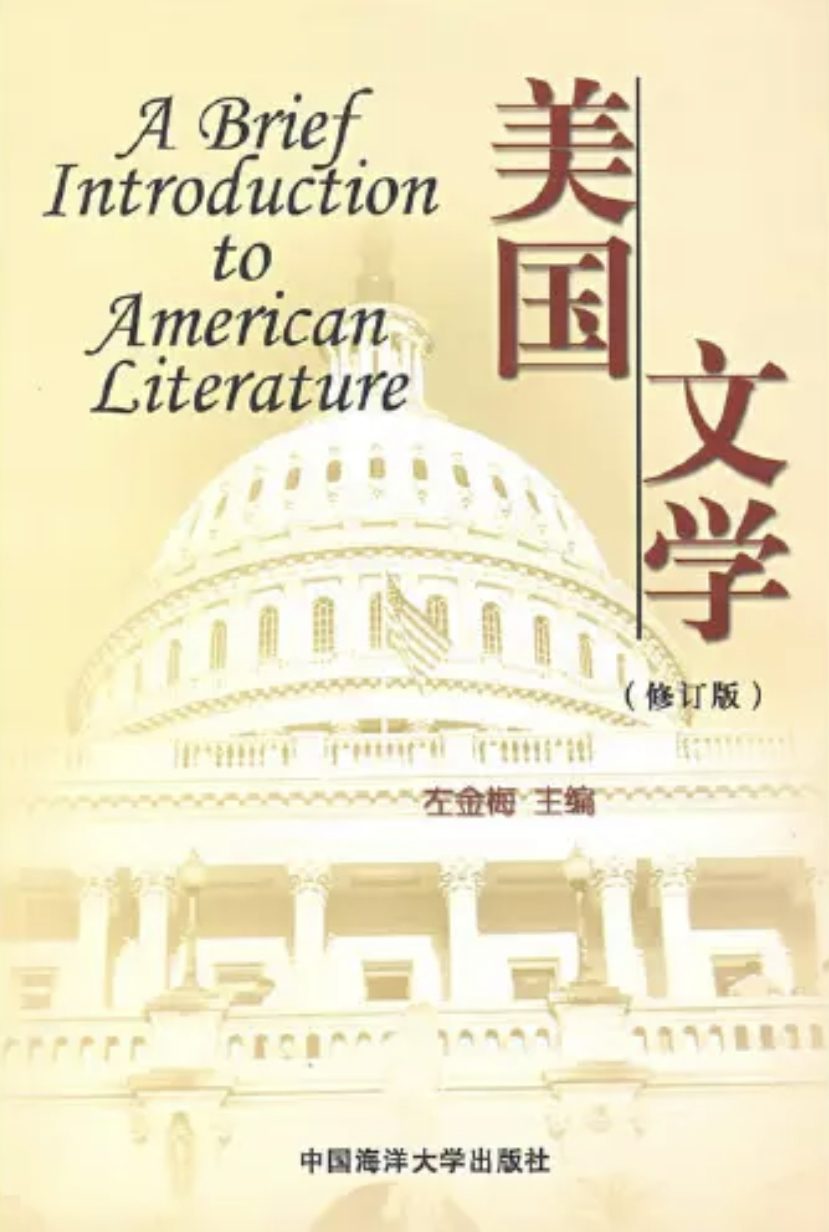 A Brief
Introduction
to
American
Literature
美国
文学
（修订版）
左金梅 主编
中国海洋大学出版社